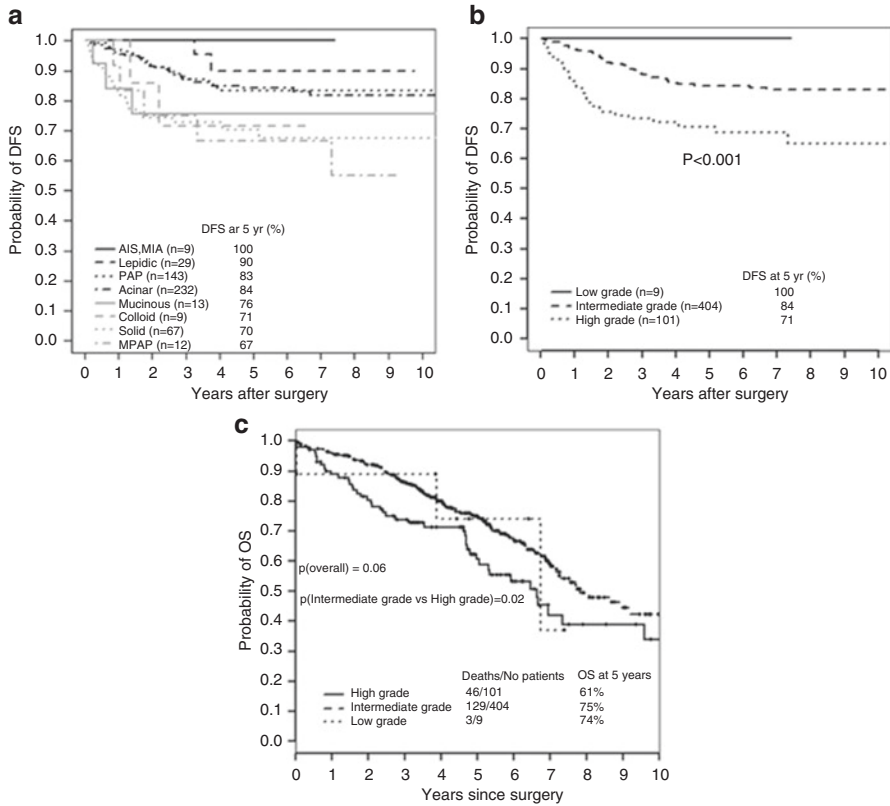 a
1.0
0.9
0.8
0.7
0.6
0.5
0.4
0.3
0.2
0.1
0.0
Probability of DFS
DFS ar 5 yr (%)
AIS,MIA (n=9) 100
Lepidic (n=29) 90
PAP (n=143) 83
Acinar (n=232) 84
Mucinous (n=13) 76
Colloid (n=9) 71
Solid (n=67) 70
MPAP (n=12) 67
0 1 2 3 4 5 6 7 8 9 10
Years after surgery
b
1.0
0.9
0.8
0.7
0.6
0.5
0.4
0.3
0.2
0.1
0.0
Probability of DFS
P<0.001
DFS at 5 yr (%)
Low grade (n=9) 100
Intermediate grade (n=404) 84
High grade (n=101) 71
0 1 2 3 4 5 6 7 8 9 10
Years after surgery
c
1.0
0.9
0.8
0.7
0.6
0.5
0.4
0.3
0.2
0.1
0.0
Probability of OS
p(overall) = 0.06
p(Intermediate grade vs High grade)=0.02
Deaths/No patients OS at 5 years
High grade 46/101 61%
Intermediate grade 129/404 75%
Low grade 3/9 74%
0 1 2 3 4 5 6 7 8 9 10
Years since surgery